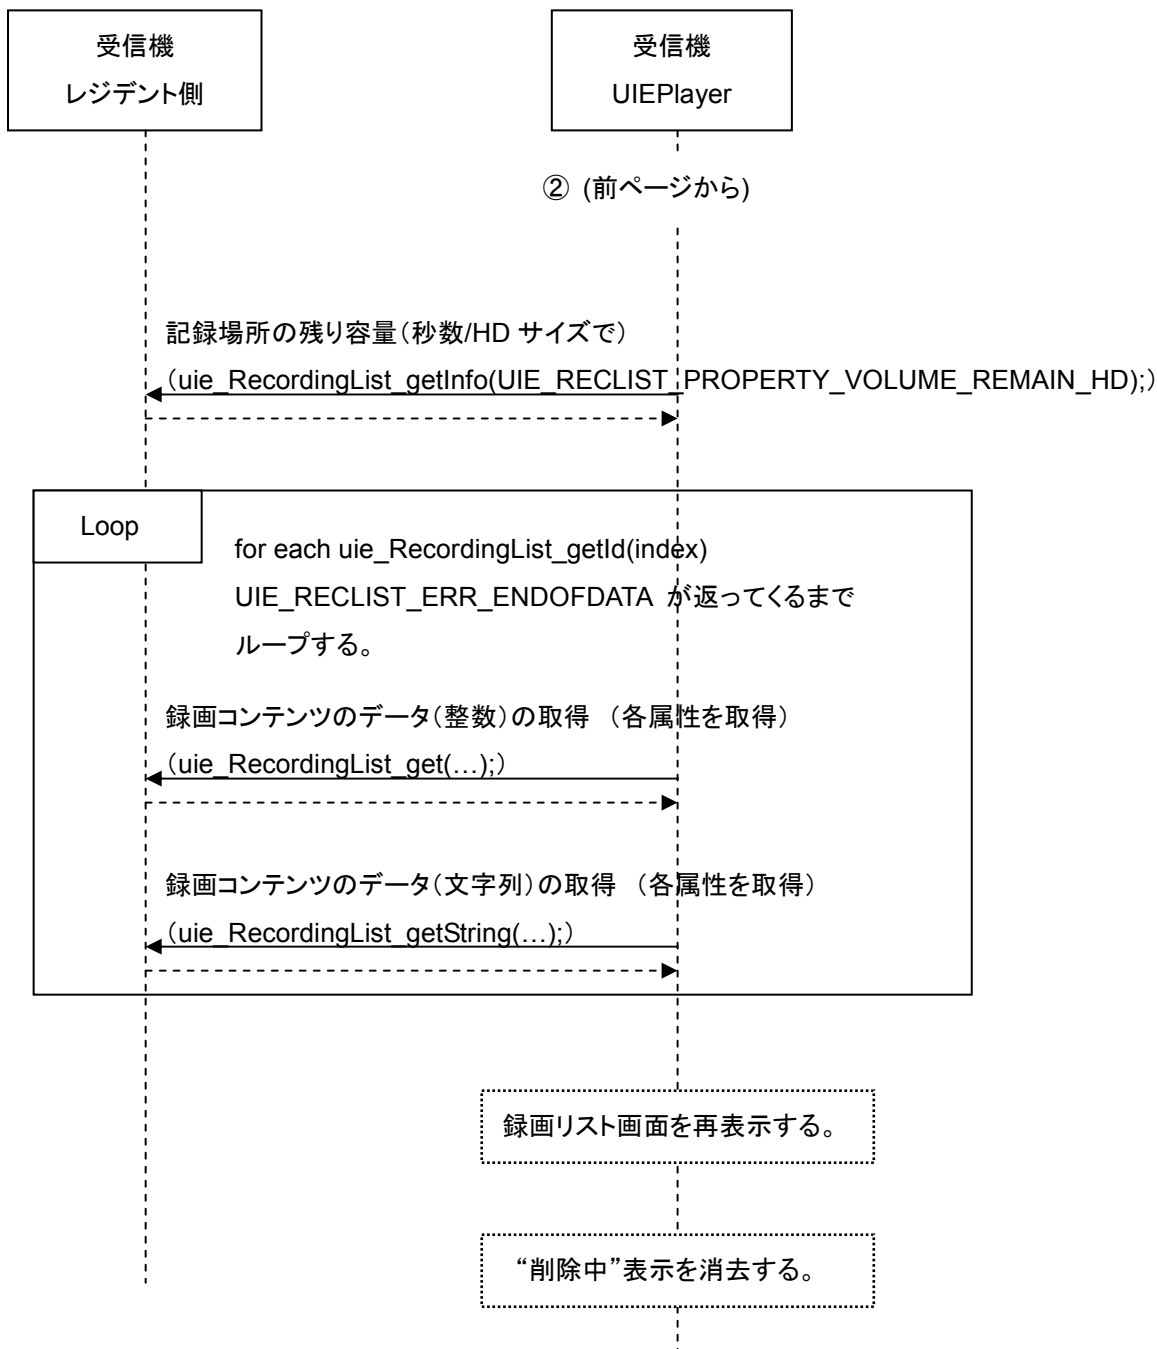 受信機
レジデント側
受信機
UIEPlayer
② (前ページから)
記録場所の残り容量（秒数/HD サイズで）
（uie_RecordingList_getInfo(UIE_RECLIST_PROPERTY_VOLUME_REMAIN_HD);）
Loop
for each uie_RecordingList_getId(index)
UIE_RECLIST_ERR_ENDOFDATA が返ってくるまで
ループする。
録画コンテンツのデータ（整数）の取得 （各属性を取得）
（uie_RecordingList_get(…);）
録画コンテンツのデータ（文字列）の取得 （各属性を取得）
（uie_RecordingList_getString(…);）
録画リスト画面を再表示する。
“削除中”表示を消去する。